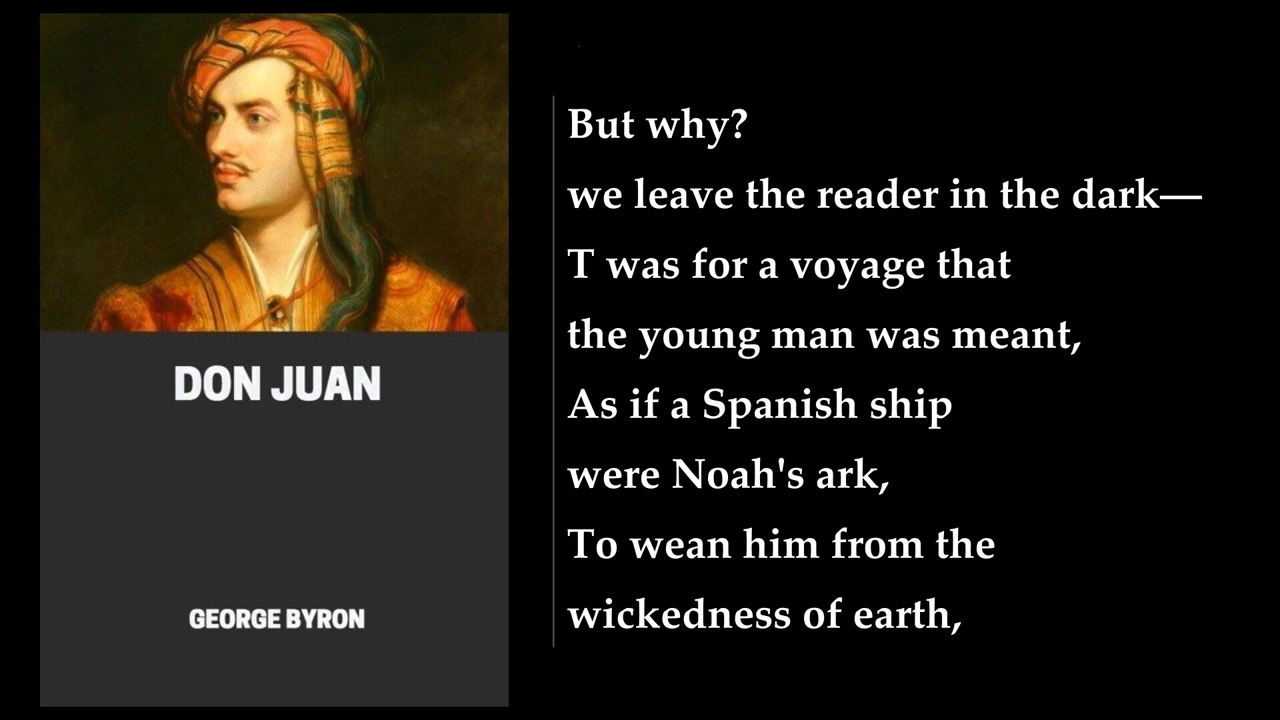 DON JUAN
GEORGE BYRON
But why?
we leave the reader in the dark—
T was for a voyage that
the young man was meant,
As if a Spanish ship
were Noah's ark,
To wean him from the
wickedness of earth,